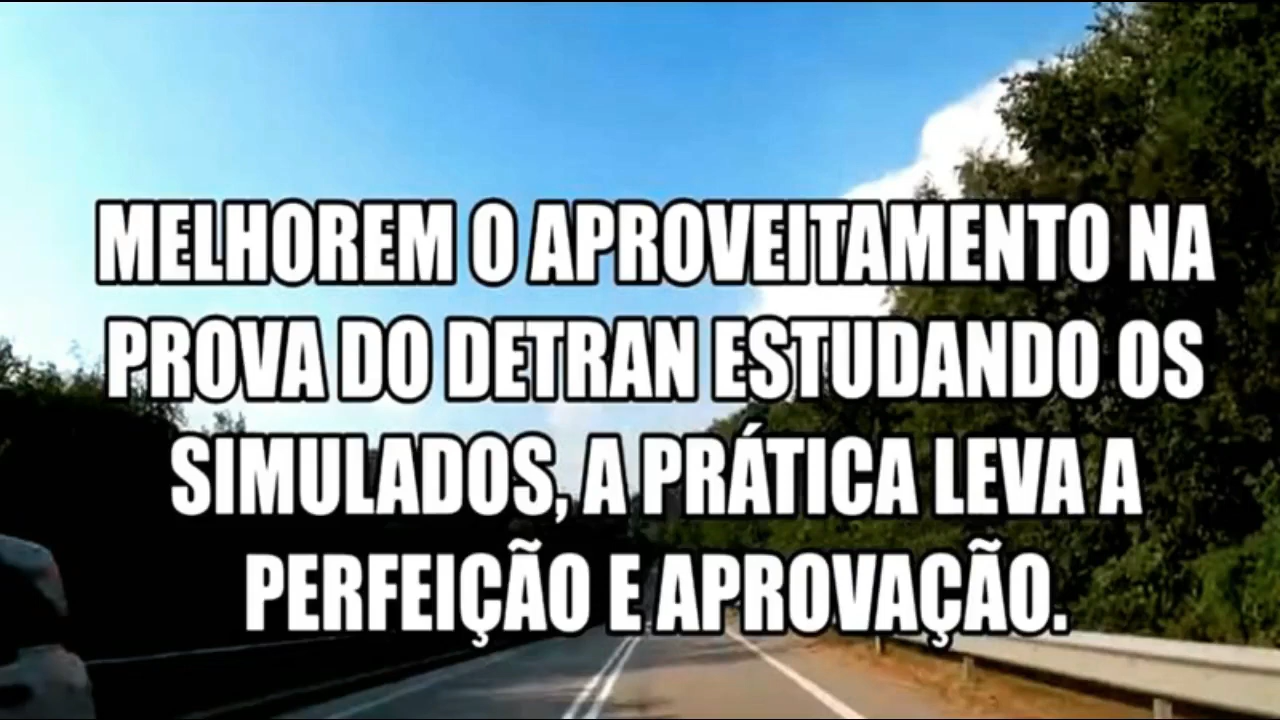 MELHOREM O APROVEITAMENTO NA
PROVA DO DETRAN ESTUDANDO OS
SIMULADOS, A PRÁTICA LEVA A
PERFEIÇÃO E APROVAÇÃO.